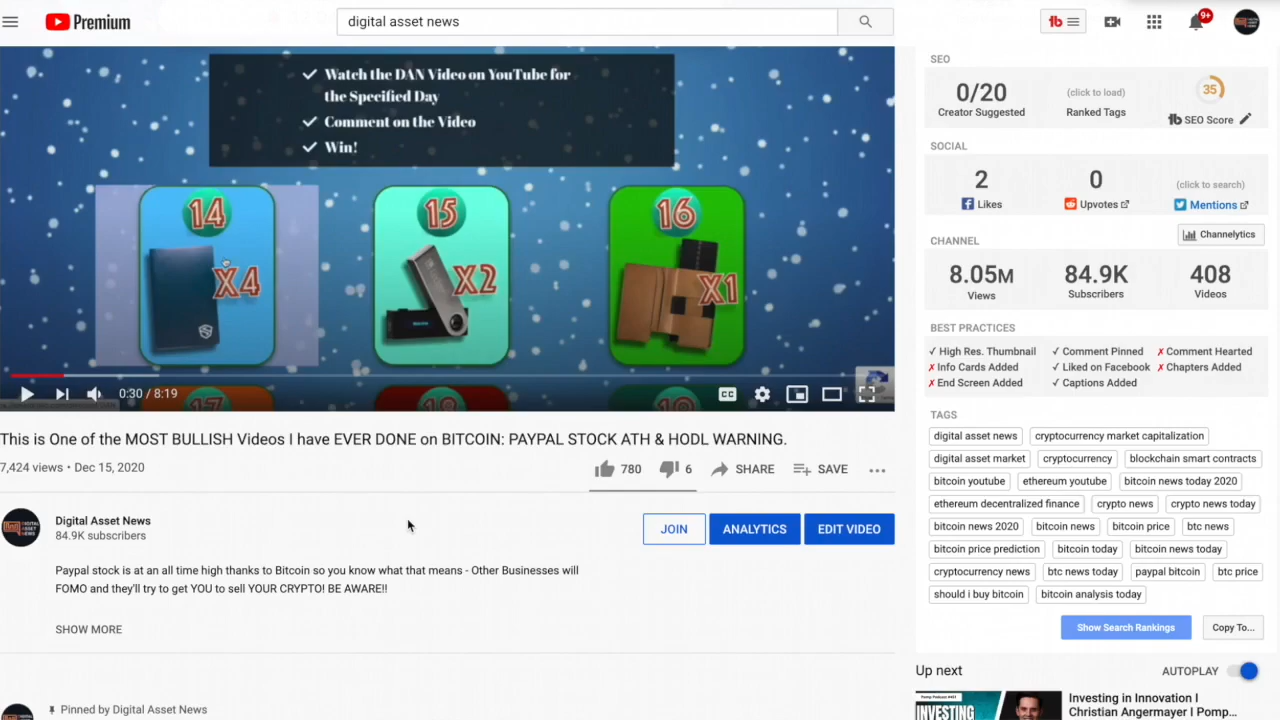 Premium
digital asset news
9+
Watch the DAN Video on YouTube for
the Specified Day
Comment on the Video
Win!
14
X4
15
X2
16
X1
17
18
19
0:30 / 8:19
CC
This is One of the MOST BULLISH Videos I have EVER DONE on BITCOIN: PAYPAL STOCK ATH & HODL WARNING.
7,424 views • Dec 15, 2020
780
6
SHARE
SAVE
Digital Asset News
84.9K subscribers
JOIN
ANALYTICS
EDIT VIDEO
Paypal stock is at an all time high thanks to Bitcoin so you know what that means - Other Businesses will
FOMO and they'll try to get YOU to sell YOUR CRYPTO! BE AWARE!!
SHOW MORE
Pinned by Digital Asset News
SEO
0/20
Creator Suggested
(click to load)
Ranked Tags
35
tb SEO Score
SOCIAL
2
Likes
0
Upvotes
(click to search)
Mentions
CHANNEL
Channelytics
8.05M
Views
84.9K
Subscribers
408
Videos
BEST PRACTICES
✓ High Res. Thumbnail ✓ Comment Pinned ✗ Comment Hearted
✗ Info Cards Added ✓ Liked on Facebook ✗ Chapters Added
✗ End Screen Added ✓ Captions Added
TAGS
digital asset news cryptocurrency market capitalization
digital asset market cryptocurrency blockchain smart contracts
bitcoin youtube ethereum youtube bitcoin news today 2020
ethereum decentralized finance crypto news crypto news today
bitcoin news 2020 bitcoin news bitcoin price btc news
bitcoin price prediction bitcoin today bitcoin news today
cryptocurrency news btc news today paypal bitcoin btc price
should i buy bitcoin bitcoin analysis today
Show Search Rankings
Copy To...
Up next
AUTOPLAY
INVESTING
Investing in Innovation I
Christian Angermayer I Pomp...